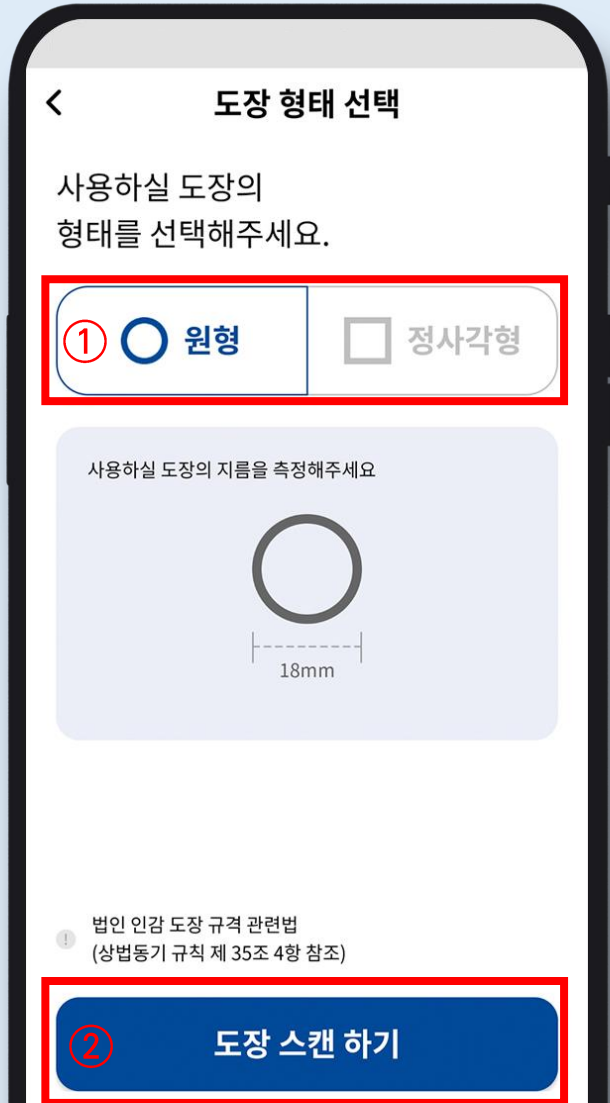 도장 형태 선택
사용하실 도장의
형태를 선택해주세요.
① 원형 정사각형
사용하실 도장의 지름을 측정해주세요
18mm
! 법인 인감 도장 규격 관련법
(상법동기 규칙 제 35조 4항 참조)
② 도장 스캔 하기